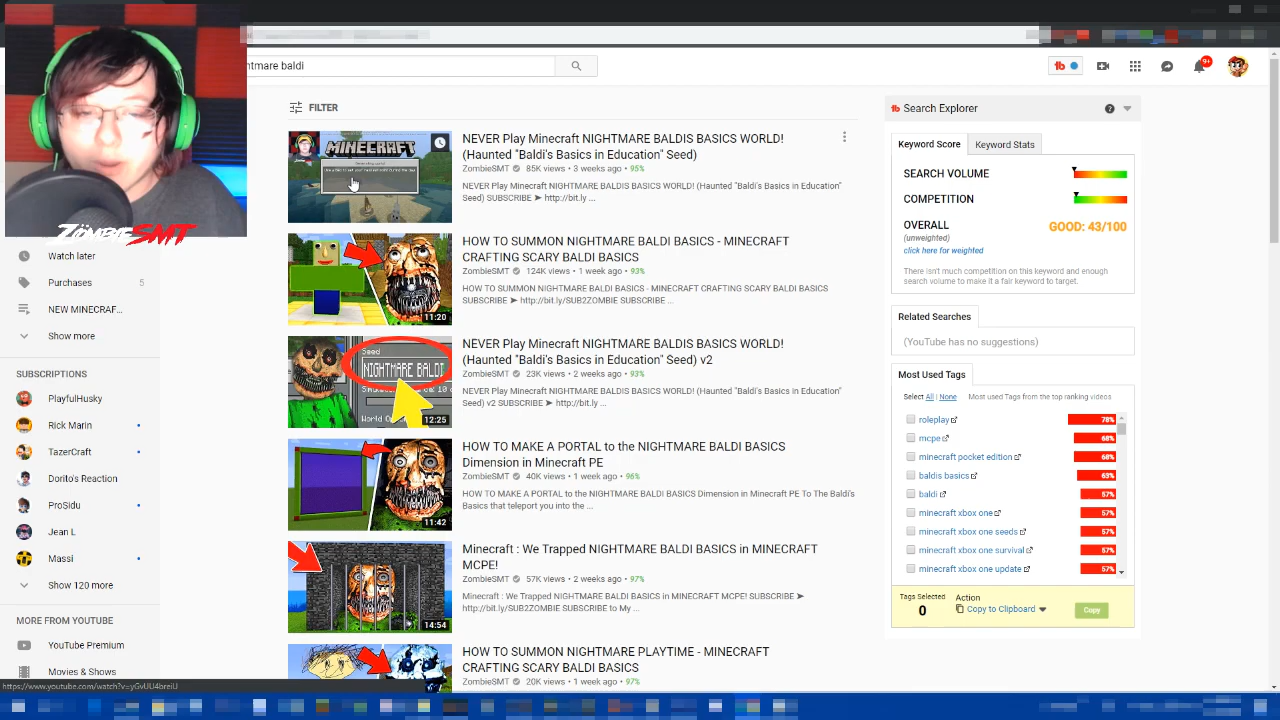 ntmare baldi
9+
FILTER
MINECRAFT
NEVER Play Minecraft NIGHTMARE BALDIS BASICS WORLD!
(Haunted "Baldi's Basics in Education" Seed)
ZombieSMT 85K views • 3 weeks ago • 95%
NEVER Play Minecraft NIGHTMARE BALDIS BASICS WORLD! (Haunted "Baldi's Basics in Education"
Seed) SUBSCRIBE ➤ http://bit.ly ...
HOW TO SUMMON NIGHTMARE BALDI BASICS - MINECRAFT
CRAFTING SCARY BALDI BASICS
ZombieSMT 124K views • 1 week ago • 93%
HOW TO SUMMON NIGHTMARE BALDI BASICS - MINECRAFT CRAFTING SCARY BALDI BASICS
SUBSCRIBE ➤ http://bit.ly/SUB2ZOMBIE SUBSCRIBE ...
11:20
NEVER Play Minecraft NIGHTMARE BALDIS BASICS WORLD!
(Haunted "Baldi's Basics in Education" Seed) v2
ZombieSMT 23K views • 2 weeks ago • 93%
NEVER Play Minecraft NIGHTMARE BALDIS BASICS WORLD! (Haunted "Baldi's Basics in Education"
Seed) v2 SUBSCRIBE ➤ http://bit.ly ...
Seed
NIGHTMARE BALDI
12:25
HOW TO MAKE A PORTAL to the NIGHTMARE BALDI BASICS
Dimension in Minecraft PE
ZombieSMT 40K views • 1 week ago • 96%
HOW TO MAKE A PORTAL to the NIGHTMARE BALDI BASICS Dimension in Minecraft PE To The Baldi's
Basics that teleport you into the ...
11:42
Minecraft : We Trapped NIGHTMARE BALDI BASICS in MINECRAFT
MCPE!
ZombieSMT 57K views • 2 weeks ago • 97%
Minecraft : We Trapped NIGHTMARE BALDI BASICS in MINECRAFT MCPE! SUBSCRIBE ➤
http://bit.ly/SUB2ZOMBIE SUBSCRIBE to My ...
14:54
HOW TO SUMMON NIGHTMARE PLAYTIME - MINECRAFT
CRAFTING SCARY BALDI BASICS
ZombieSMT 20K views • 1 week ago • 97%
ZOMBIESMT
Watch later
Purchases 5
NEW MINECRAF...
Show more
SUBSCRIPTIONS
PlayfulHusky
Rick Marin
TazerCraft
Dorito's Reaction
ProSidu
Jean L
Massi
Show 120 more
MORE FROM YOUTUBE
YouTube Premium
Movies & Shows
https://www.youtube.com/watch?v=yGvUU4breiU
tb Search Explorer
Keyword Score Keyword Stats
SEARCH VOLUME
COMPETITION
OVERALL GOOD: 43/100
(unweighted)
click here for weighted
There isn't much competition on this keyword and enough
search volume to make it a fair keyword to target.
Related Searches
(YouTube has no suggestions)
Most Used Tags
Select All | None Most used Tags from the top ranking videos
roleplay 78%
mcpe 68%
minecraft pocket edition 68%
baldis basics 63%
baldi 57%
minecraft xbox one 57%
minecraft xbox one seeds 57%
minecraft xbox one survival 57%
minecraft xbox one update 57%
Tags Selected
0
Action
Copy to Clipboard
Copy